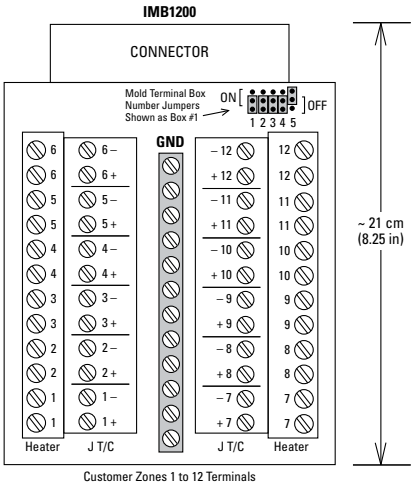 IMB1200
CONNECTOR
Mold Terminal Box
Number Jumpers
Shown as Box #1
ON
OFF
1 2 3 4 5
GND
6 6 – – 12 12
6 6 + + 12 12
5 5 – – 11 11
5 5 + + 11 11
4 4 – – 10 10
4 4 + + 10 10
3 3 – – 9 9
3 3 + + 9 9
2 2 – – 8 8
2 2 + + 8 8
1 1 – – 7 7
1 1 + + 7 7
Heater J T/C J T/C Heater
~ 21 cm
(8.25 in)
Customer Zones 1 to 12 Terminals